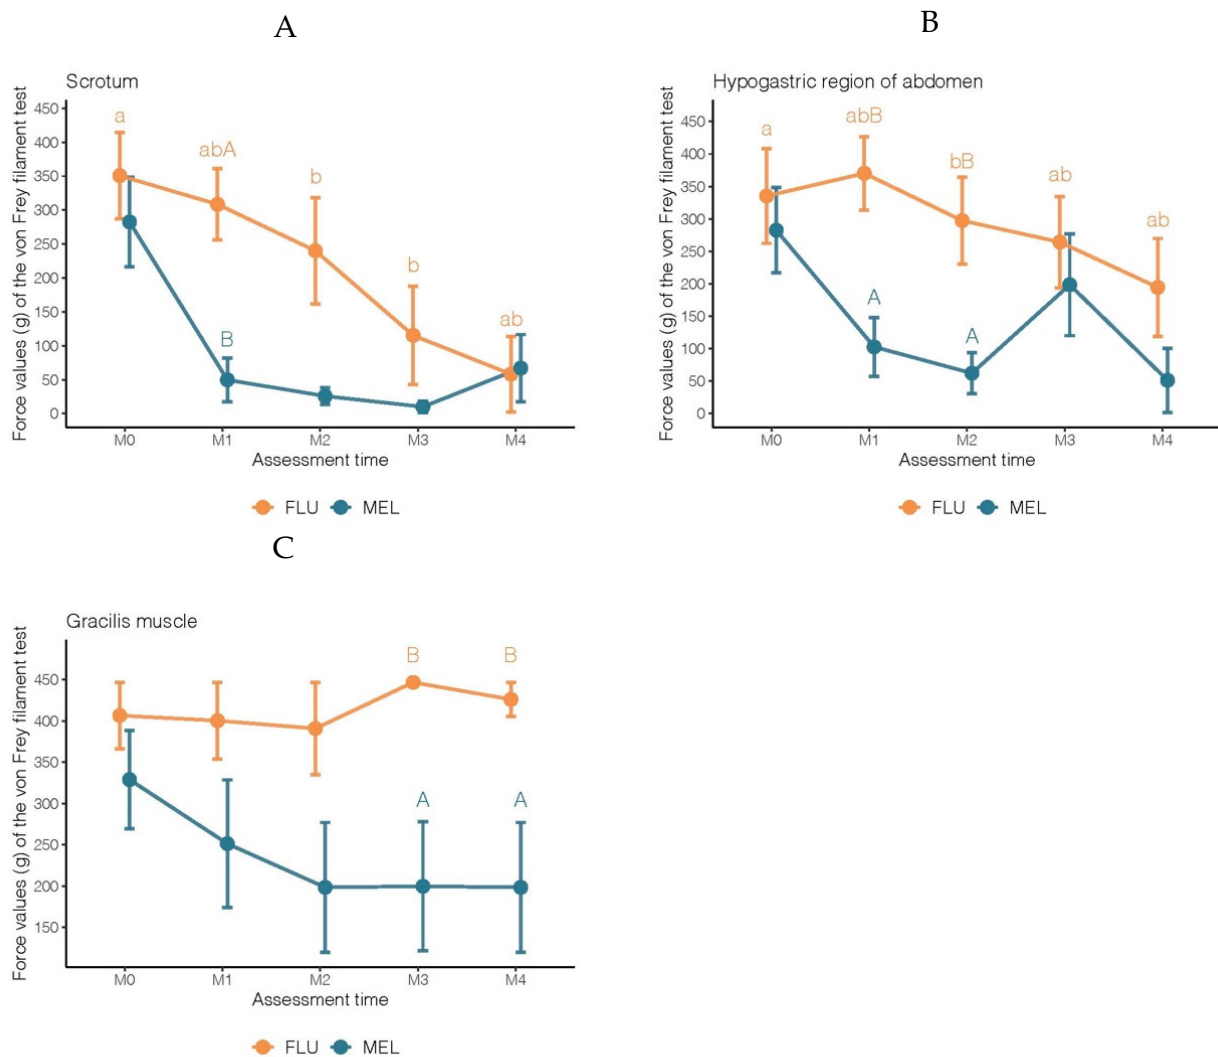 A
Scrotum
Force values (g) of the von Frey filament test
450
400
350
300
250
200
150
100
50
0
a
abA
b
b
ab
B
M0 M1 M2 M3 M4
Assessment time
FLU MEL
B
Hypogastric region of abdomen
Force values (g) of the von Frey filament test
450
400
350
300
250
200
150
100
50
0
a
abB
bB
ab
ab
A
A
M0 M1 M2 M3 M4
Assessment time
FLU MEL
C
Gracilis muscle
Force values (g) of the von Frey filament test
450
400
350
300
250
200
150
B
B
A
A
M0 M1 M2 M3 M4
Assessment time
FLU MEL